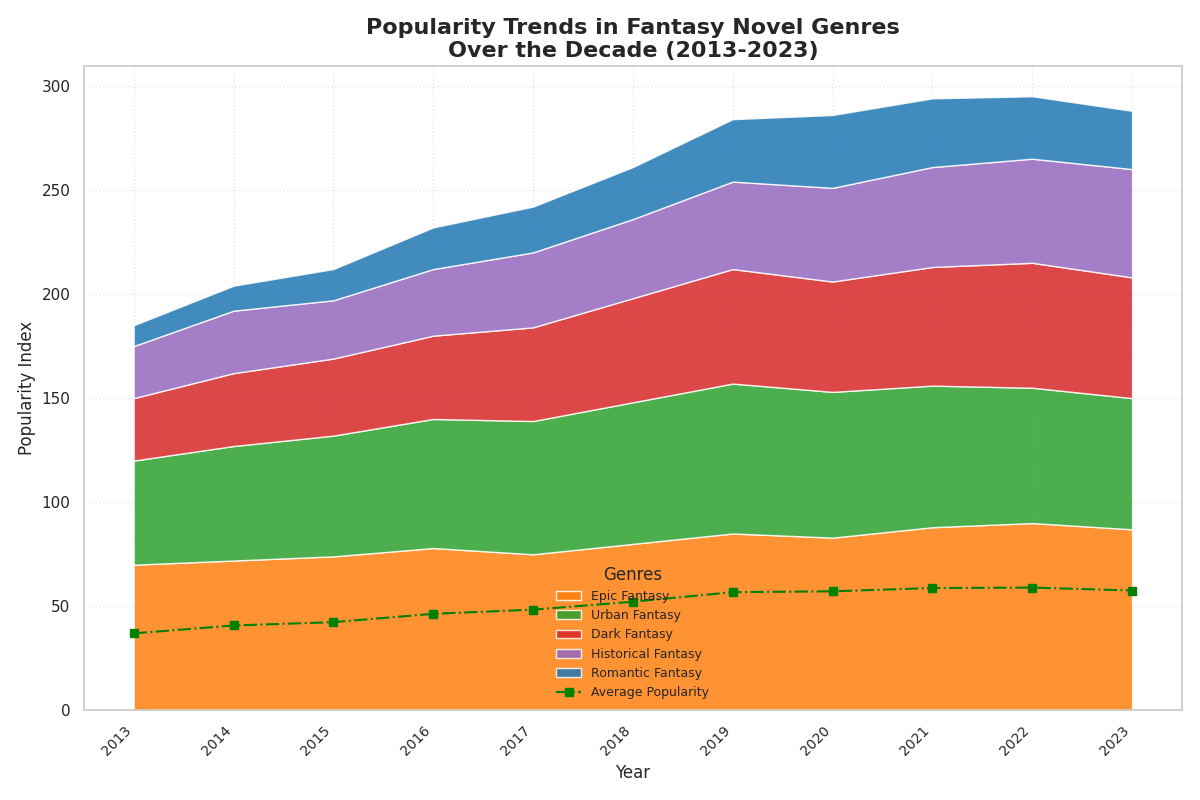 Popularity Trends in Fantasy Novel Genres
Over the Decade (2013-2023)
300
250
200
150
100
50
0
Popularity Index
Genres
Epic Fantasy
Urban Fantasy
Dark Fantasy
Historical Fantasy
Romantic Fantasy
Average Popularity
2013
2014
2015
2016
2017
2018
2019
2020
2021
2022
2023
Year